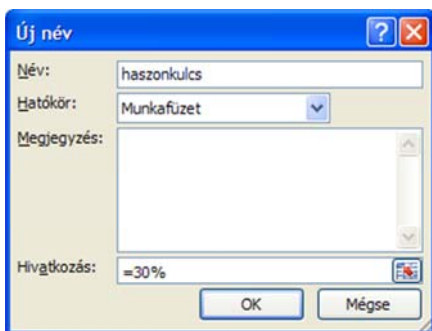 Új név
Név: haszonkulcs
Hatókör: Munkafüzet
Megjegyzés:
Hivatkozás: =30%
OK Mégse